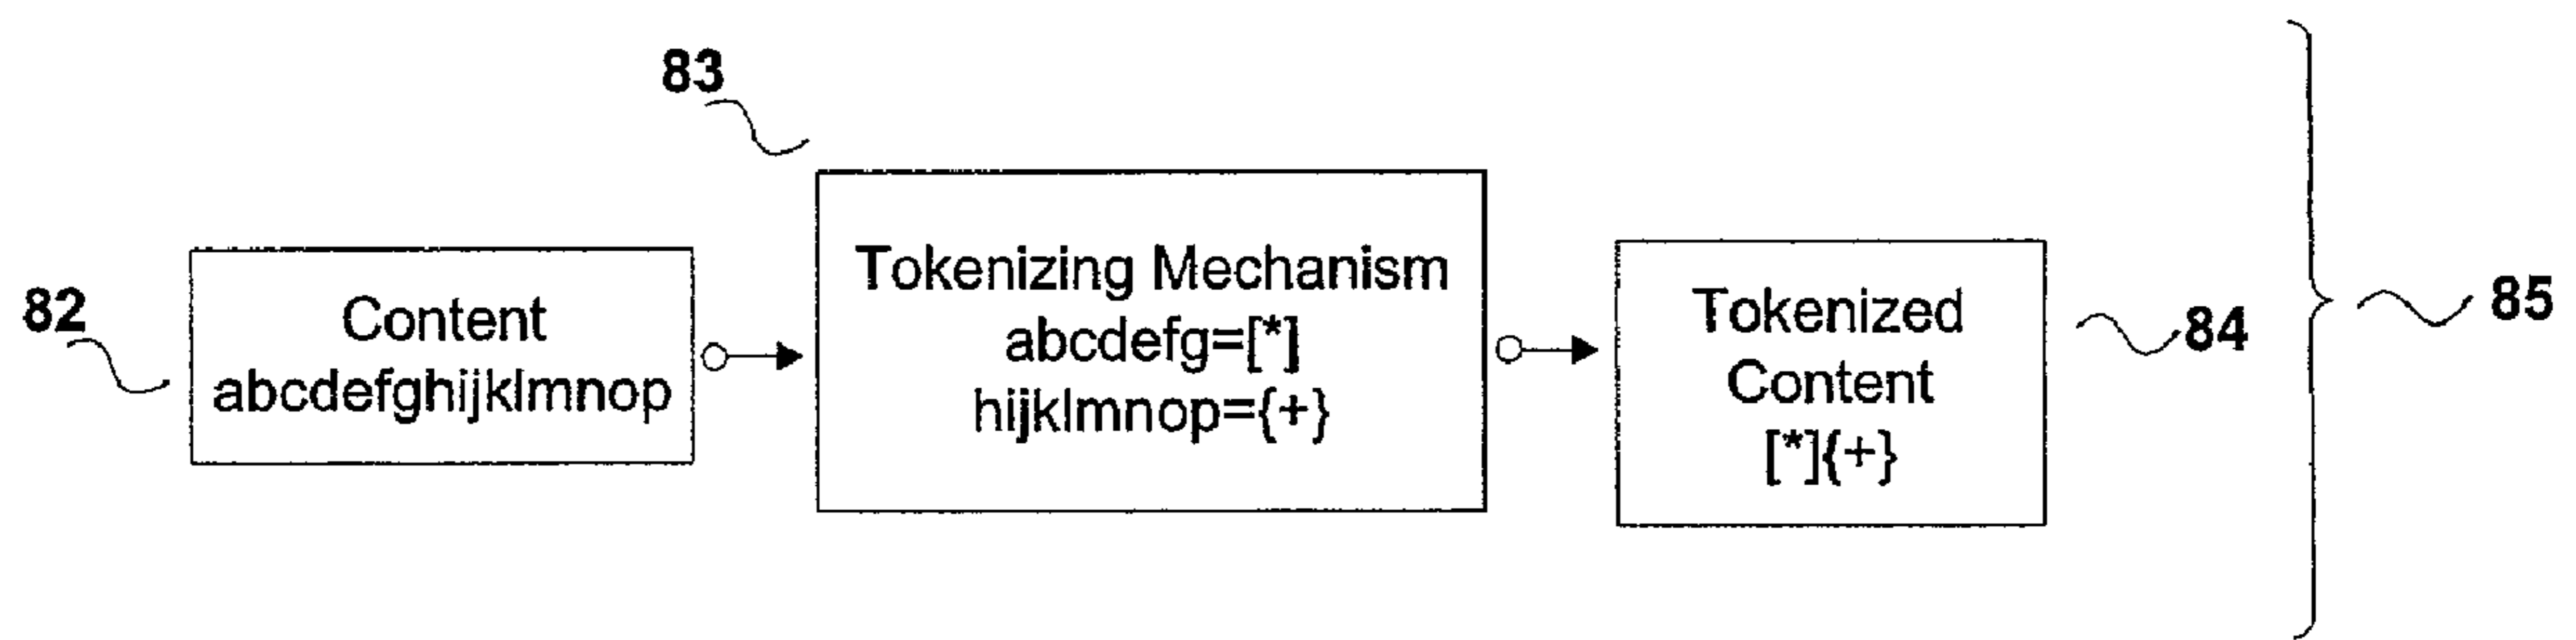 83
82
Content
abcdefghijklmnop
Tokenizing Mechanism
abcdefg=[*]
hijklmnop={+}
Tokenized
Content
[*]{+}
84
85